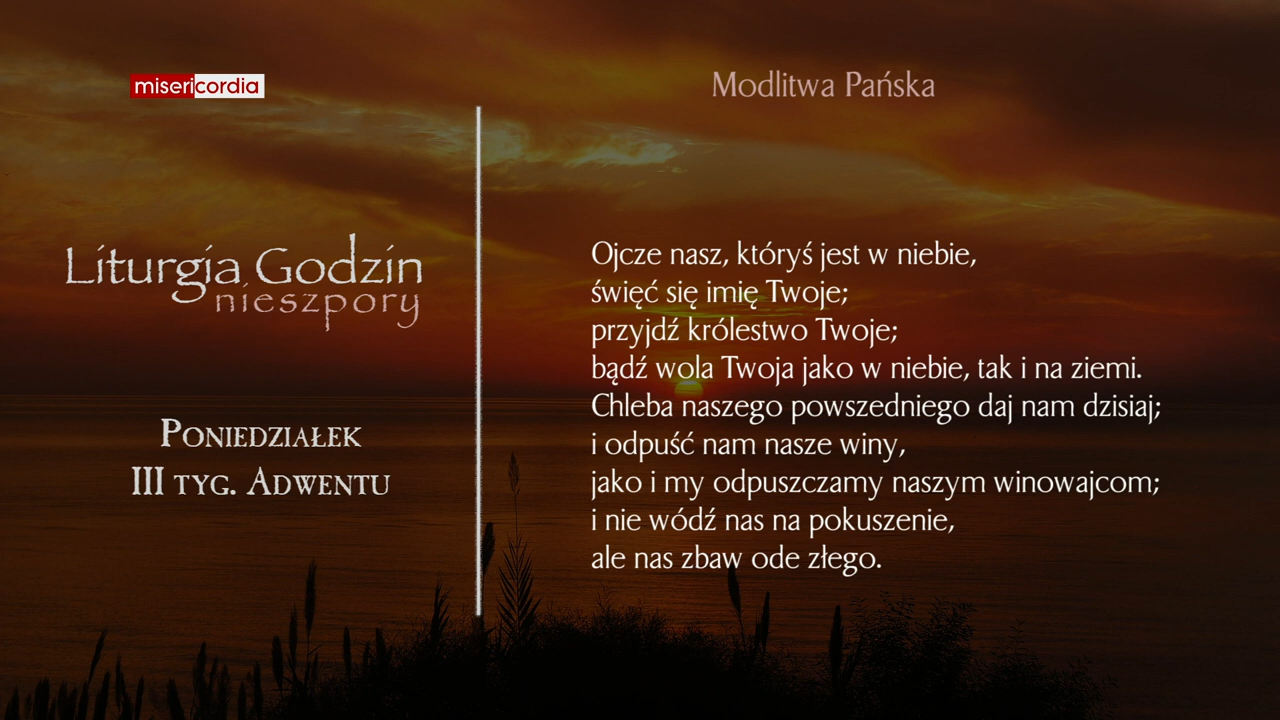 misericordia
Liturgia Godzin
nieszpory
Poniedziałek
III tyg. Adwentu
Modlitwa Pańska
Ojcze nasz, któryś jest w niebie,
święć się imię Twoje;
przyjdź królestwo Twoje;
bądź wola Twoja jako w niebie, tak i na ziemi.
Chleba naszego powszedniego daj nam dzisiaj;
i odpuść nam nasze winy,
jako i my odpuszczamy naszym winowajcom;
i nie wódź nas na pokuszenie,
ale nas zbaw ode złego.